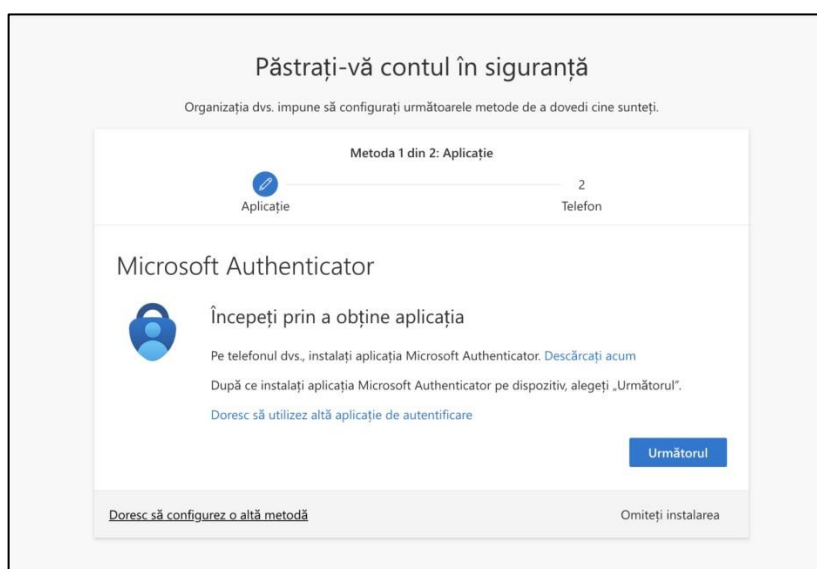 Păstrați-vă contul în siguranță
Organizația dvs. impune să configurați următoarele metode de a dovedi cine sunteți.
Metoda 1 din 2: Aplicație
2
Aplicație
Telefon
Microsoft Authenticator
Începeți prin a obține aplicația
Pe telefonul dvs., instalați aplicația Microsoft Authenticator. Descărcați acum
După ce instalați aplicația Microsoft Authenticator pe dispozitiv, alegeți „Următorul”.
Doresc să utilizez altă aplicație de autentificare
Următorul
Doresc să configurez o altă metodă
Omiteți instalarea